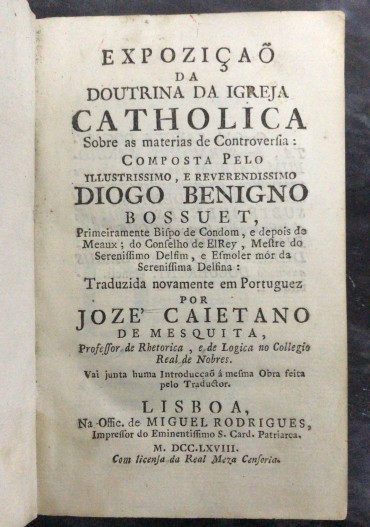 EXPOZIÇAÕ
DA
DOUTRINA DA IGREJA
CATHOLICA
Sobre as materias de Controversia:
COMPOSTA PELO
ILLUSTRISSIMO, E REVERENDISSIMO
DIOGO BENIGNO
BOSSUET,
Primeiramente Bispo de Condom, e depois de
Meaux; do Conselho de ElRey, Mestre do
Serenissimo Delfim, e Esmoler mór da
Serenissima Delfina:
Traduzida novamente em Portuguez
POR
JOZE' CAIETANO
DE MESQUITA,
Professor de Rhetorica, e de Logica no Collegio
Real de Nobres.
Vai junta huma Introducçaõ á mesma Obra feita
pelo Traductor.
LISBOA,
Na Offic. de MIGUEL RODRIGUES,
Impressor do Eminentissimo S. Card. Patriarca.
M. DCC. LXVIII.
Com licensa da Real Meza Censoria.